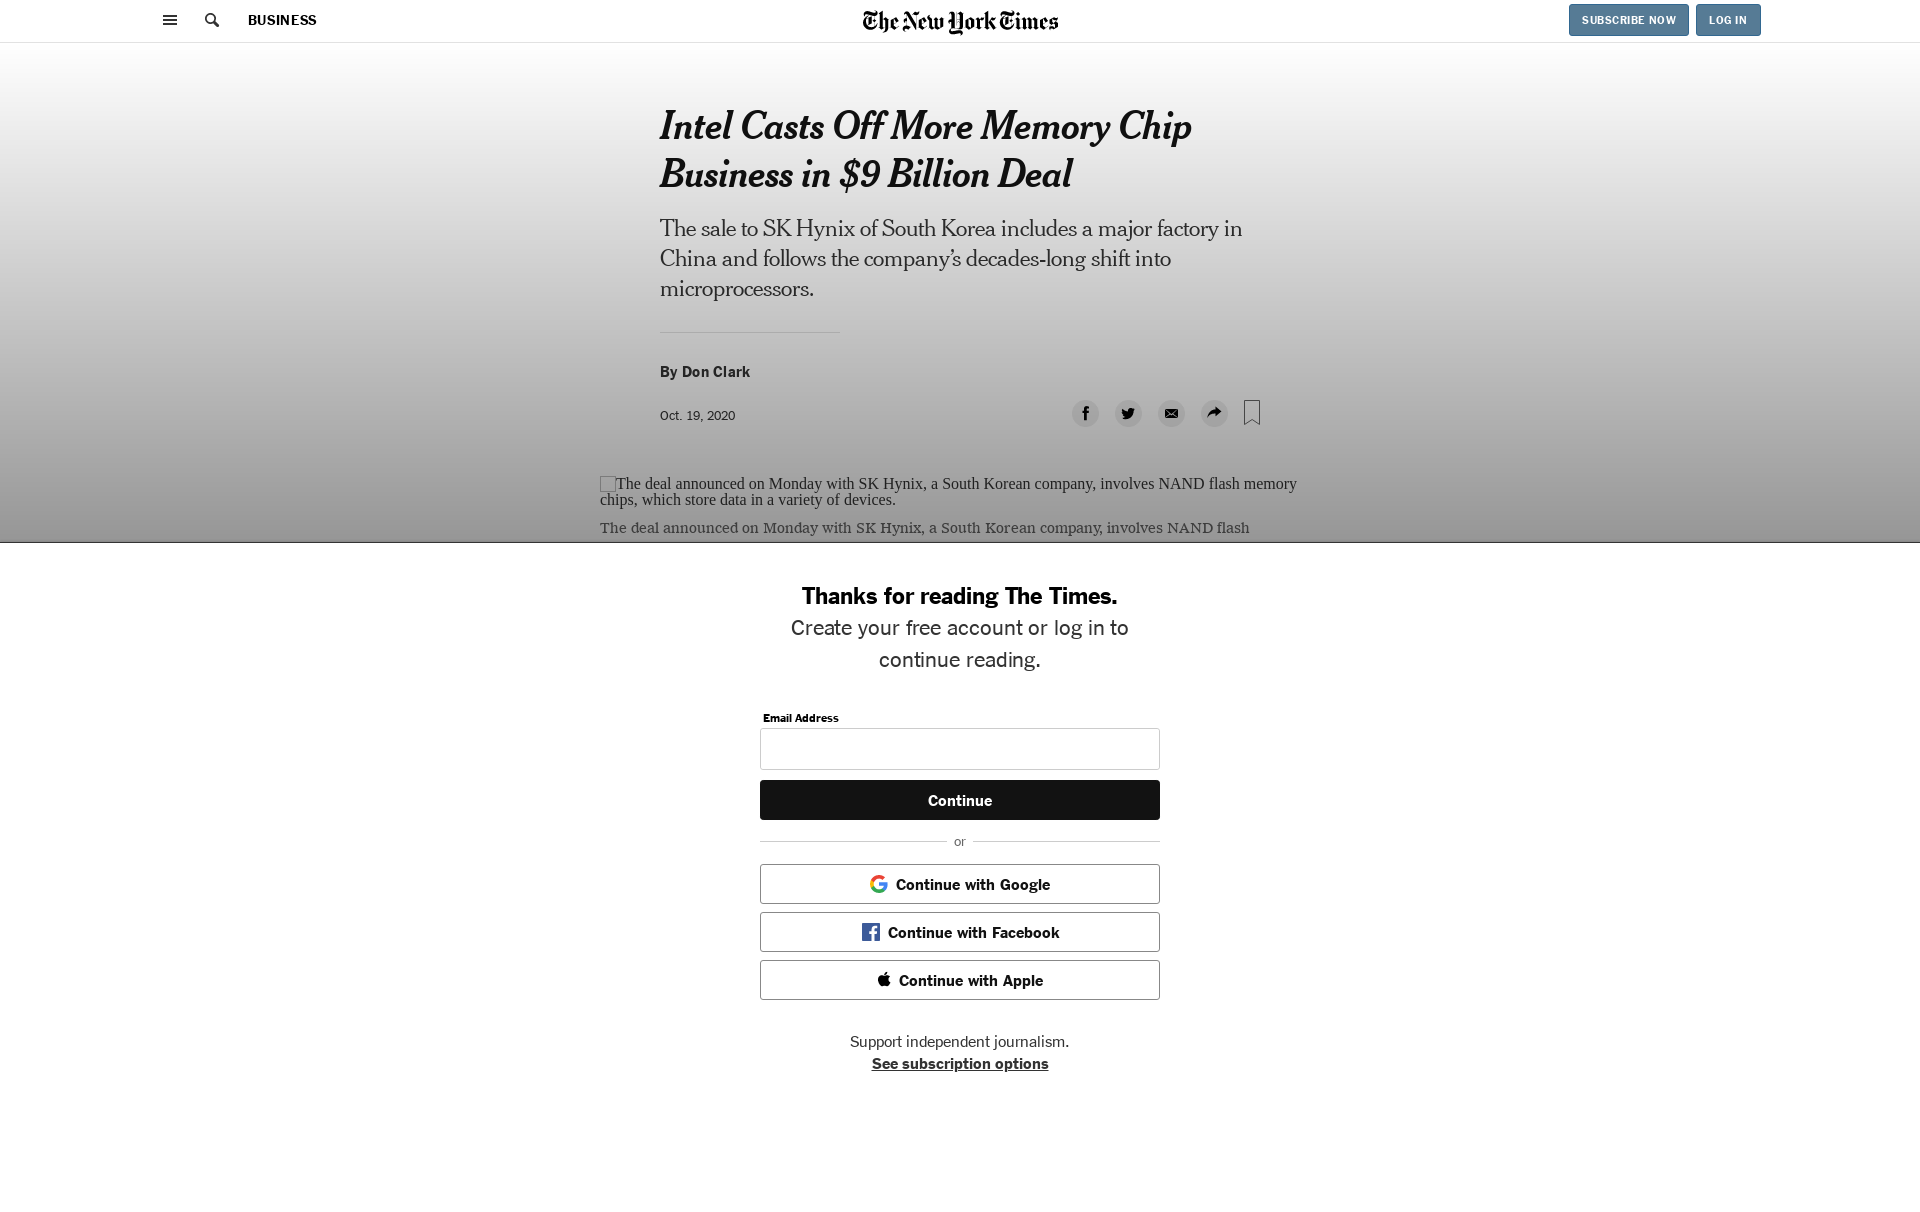 BUSINESS
The New York Times
SUBSCRIBE NOW
LOG IN
Intel Casts Off More Memory Chip
Business in $9 Billion Deal
The sale to SK Hynix of South Korea includes a major factory in
China and follows the company’s decades-long shift into
microprocessors.
By Don Clark
Oct. 19, 2020
The deal announced on Monday with SK Hynix, a South Korean company, involves NAND flash memory
chips, which store data in a variety of devices.
The deal announced on Monday with SK Hynix, a South Korean company, involves NAND flash
Thanks for reading The Times.
Create your free account or log in to
continue reading.
Email Address
Continue
or
Continue with Google
Continue with Facebook
Continue with Apple
Support independent journalism.
See subscription options